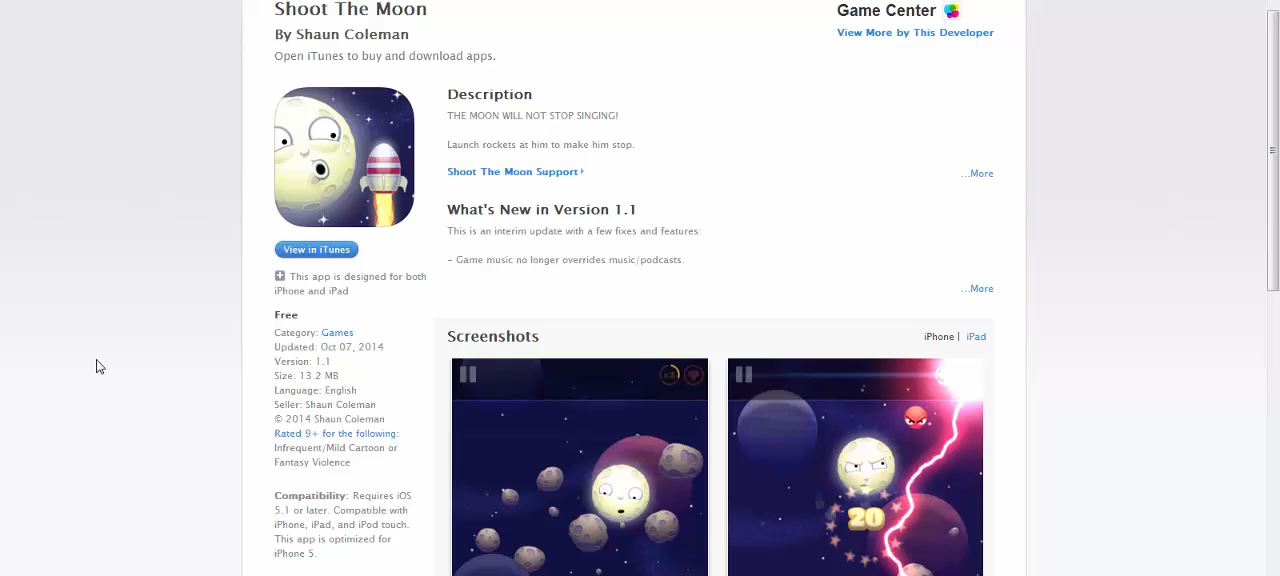 Shoot The Moon
By Shaun Coleman
Open iTunes to buy and download apps.
Game Center
View More by This Developer
Description
THE MOON WILL NOT STOP SINGING!
Launch rockets at him to make him stop.
Shoot The Moon Support
...More
What's New in Version 1.1
This is an interim update with a few fixes and features:
- Game music no longer overrides music/podcasts.
...More
View in iTunes
This app is designed for both
iPhone and iPad
Free
Category: Games
Updated: Oct 07, 2014
Version: 1.1
Size: 13.2 MB
Language: English
Seller: Shaun Coleman
© 2014 Shaun Coleman
Rated 9+ for the following:
Infrequent/Mild Cartoon or
Fantasy Violence
Compatibility: Requires iOS
5.1 or later. Compatible with
iPhone, iPad, and iPod touch.
This app is optimized for
iPhone 5.
Screenshots
iPhone | iPad
20